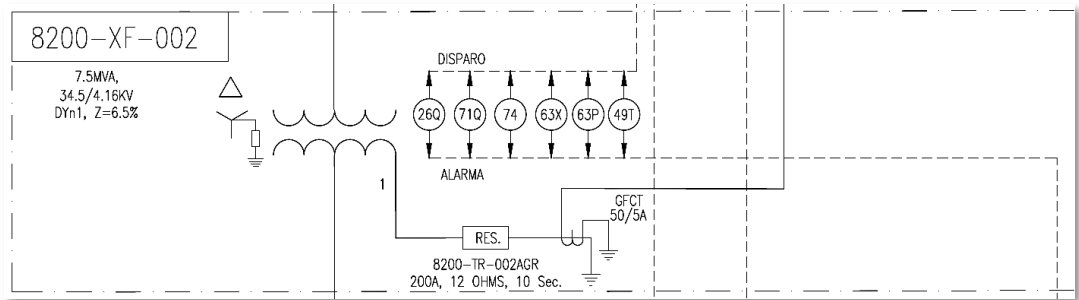 8200-XF-002
7.5MVA,
34.5/4.16KV
DYn1, Z=6.5%
DISPARO
26Q 71Q 74 63X 63P 49T
ALARMA
1
GFCT
50/5A
RES.
8200-TR-002AGR
200A, 12 OHMS, 10 Sec.